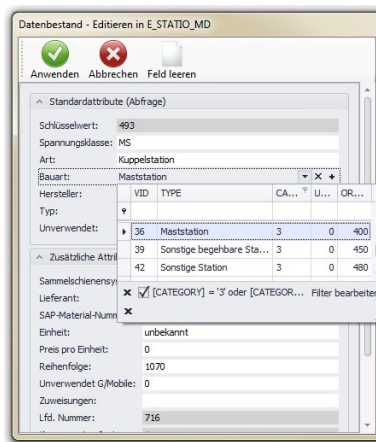 Datenbestand - Editieren in E_STATIO_MD
Anwenden Abbrechen Feld leeren
Standardattribute (Abfrage)
Schlüsselwert: 493
Spannungsklasse: MS
Art: Kuppelstation
Bauart: Maststation
Hersteller:
Typ:
Unverwendet:
VID TYPE CA... U... OR...
36 Maststation 3 0 400
39 Sonstige begehbare Sta... 3 0 450
42 Sonstige Station 3 0 480
[CATEGORY] = '3' oder [CATEGOR... Filter bearbeiten
Zusätzliche Attri
Sammelschienensys
Lieferant:
SAP-Material-Numm
Einheit: unbekannt
Preis pro Einheit: 0
Reihenfolge: 1070
Unverwendet G/Mobile: 0
Zuweisungen:
Lfd. Nummer: 716